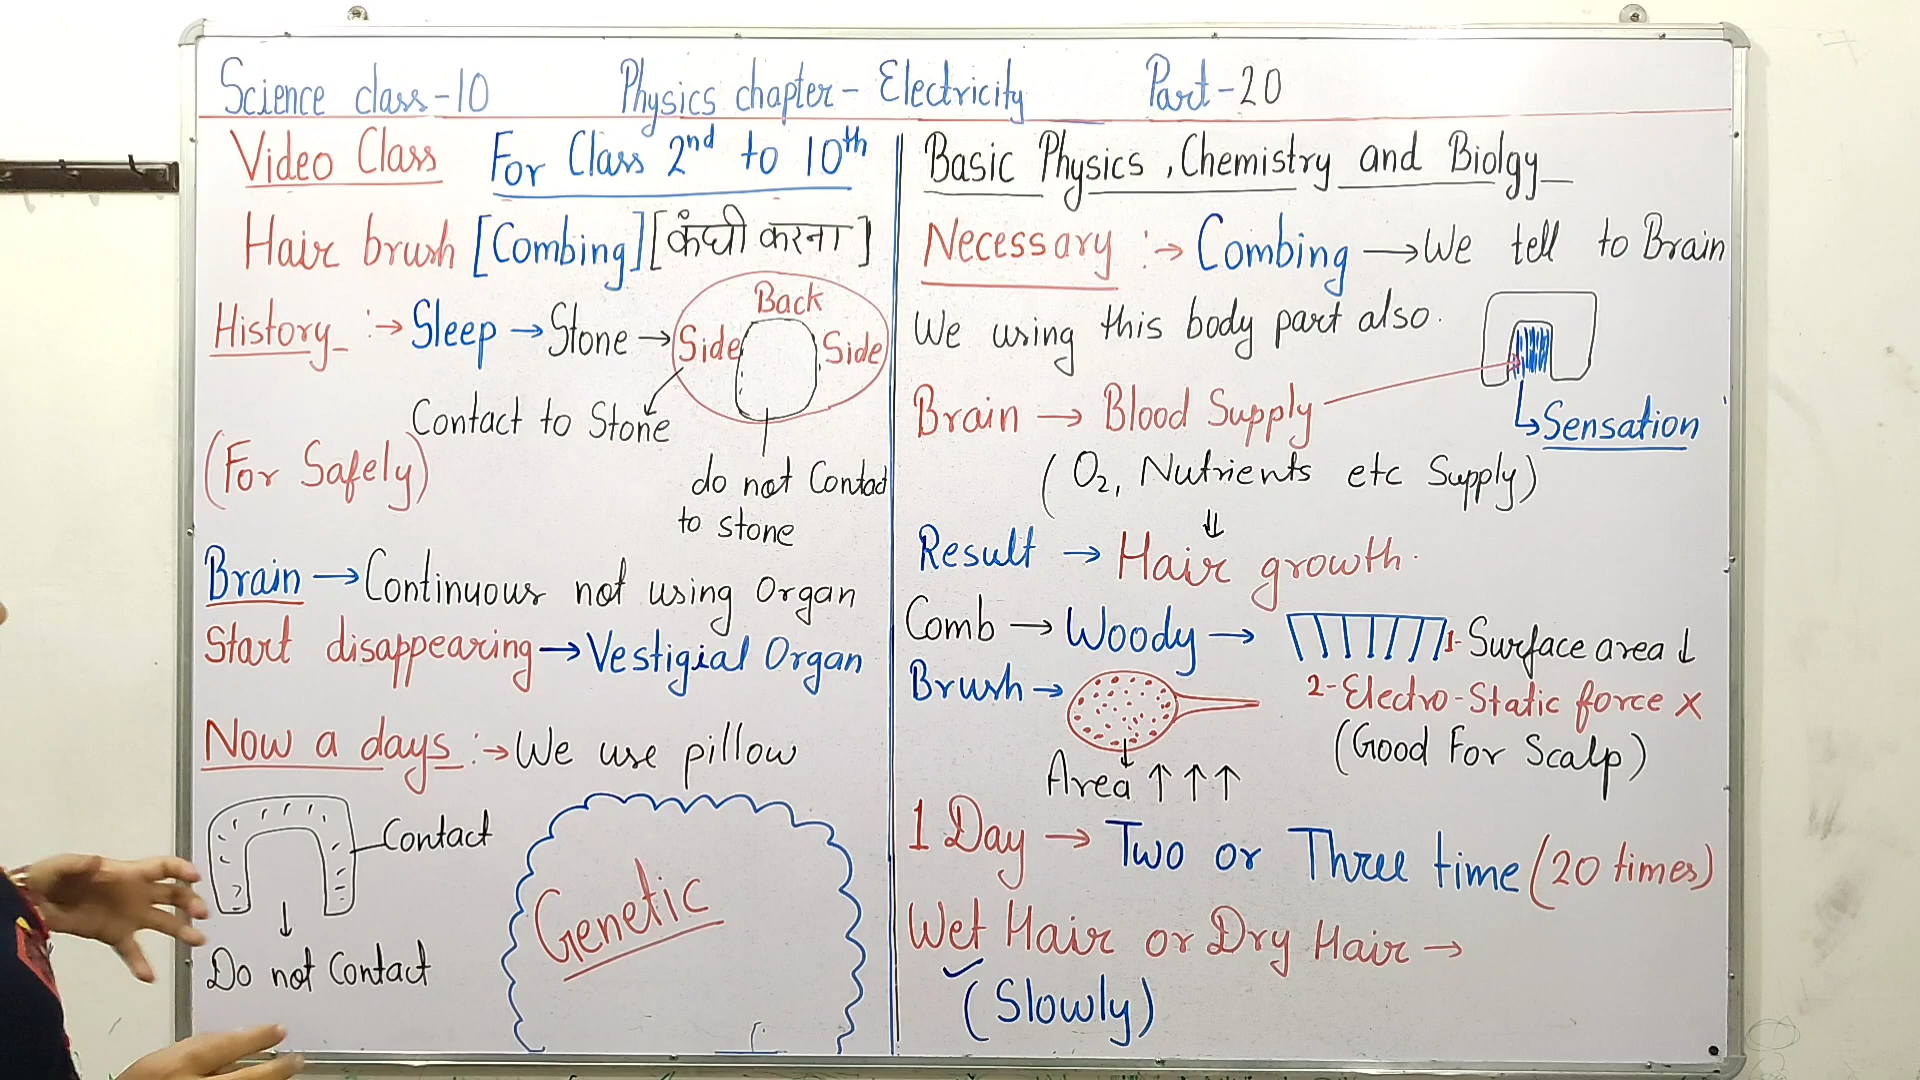 Science class-10 Physics chapter- Electricity Part-20
Video Class For Class 2nd to 10th
Hair brush [Combing] [कंघी करना]
History :→ Sleep → Stone →
Back
Side Side
Contact to Stone
(For Safely)
do not Contact
to stone
Brain → Continuous not using Organ
Start disappearing → Vestigial Organ
Now a days :→ We use pillow
Contact
Do not Contact
Genetic
Basic Physics, Chemistry and Biolgy
Necessary :→ Combing → We tell to Brain
We using this body part also.
Brain → Blood Supply
Sensation
(O2, Nutrients etc Supply)
↓
Result → Hair growth.
Comb → Woody → 1- Surface area ↓
Brush → 2- Electro-Static force X
(Good For Scalp)
Area ↑↑↑
1 Day → Two or Three time (20 times)
Wet Hair or Dry Hair →
✓ (Slowly)